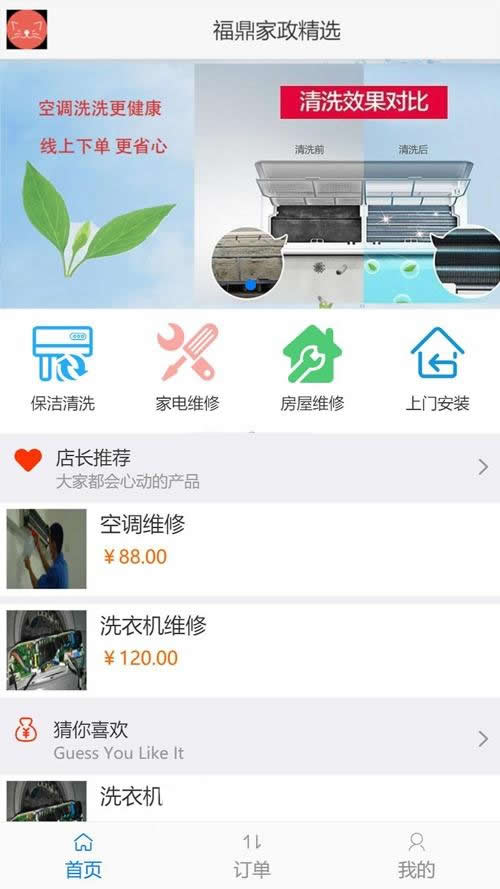 福鼎家政精选
空调洗洗更健康
线上下单 更省心
清洗效果对比
清洗前
清洗后
保洁清洗
家电维修
房屋维修
上门安装
店长推荐
大家都会心动的产品
空调维修
￥88.00
洗衣机维修
￥120.00
猜你喜欢
Guess You Like It
洗衣机
首页
订单
我的